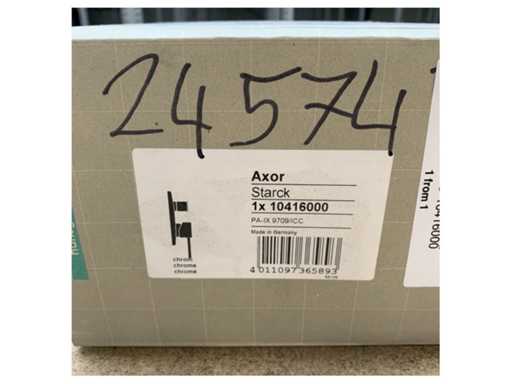 24574
Axor
Starck
1x 10416000
PA-IX 9709/ICC
Made in Germany
chrom
chrome
chrome
4 011097 365893
1 from 1
10416000